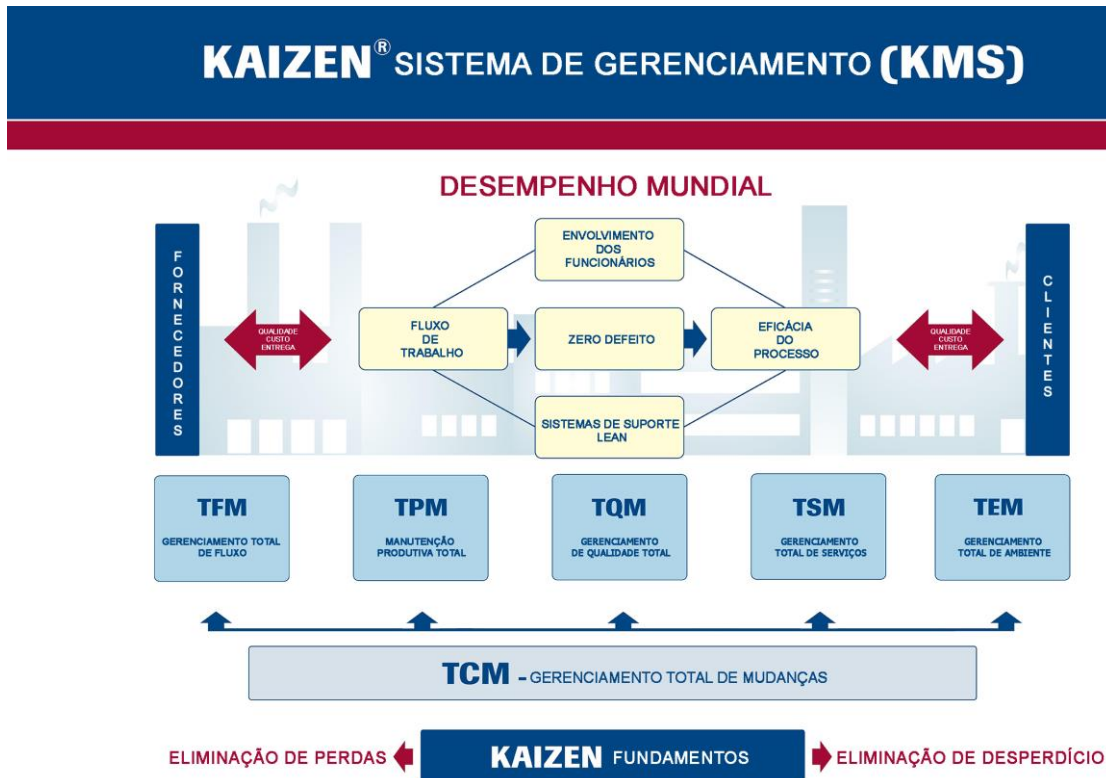 KAIZEN® SISTEMA DE GERENCIAMENTO (KMS)
DESEMPENHO MUNDIAL
FORNECEDORES
QUALIDADE
CUSTO
ENTREGA
ENVOLVIMENTO
DOS
FUNCIONÁRIOS
FLUXO
DE
TRABALHO
ZERO DEFEITO
EFICÁCIA
DO
PROCESSO
SISTEMAS DE SUPORTE
LEAN
QUALIDADE
CUSTO
ENTREGA
CLIENTES
TFM
GERENCIAMENTO TOTAL
DE FLUXO
TPM
MANUTENÇÃO
PRODUTIVA TOTAL
TQM
GERENCIAMENTO
DE QUALIDADE TOTAL
TSM
GERENCIAMENTO
TOTAL DE SERVIÇOS
TEM
GERENCIAMENTO
TOTAL DE AMBIENTE
TCM - GERENCIAMENTO TOTAL DE MUDANÇAS
ELIMINAÇÃO DE PERDAS
KAIZEN FUNDAMENTOS
ELIMINAÇÃO DE DESPERDÍCIO